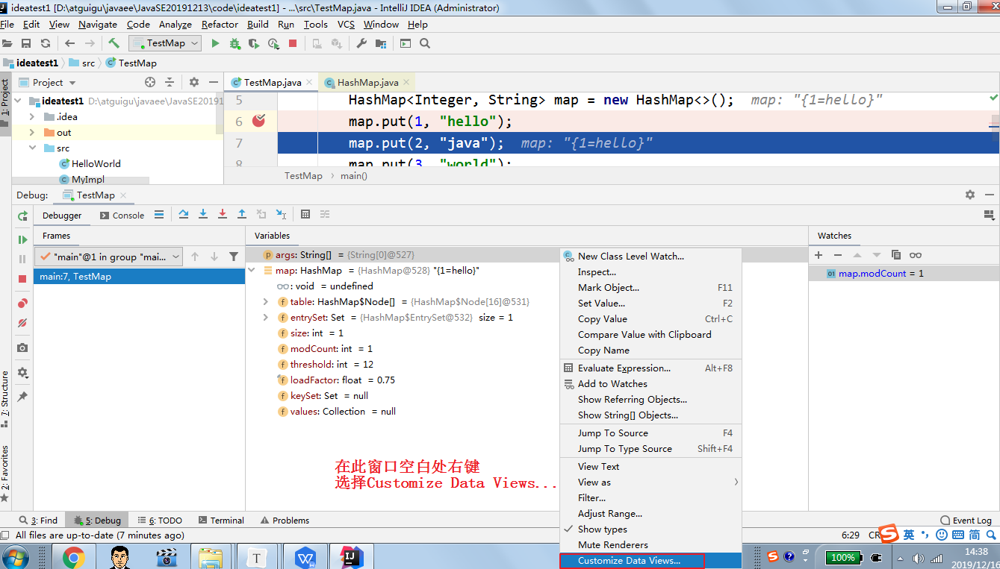 ideatest1 [D:\atguigu\javaee\JavaSE20191213\code\ideatest1] - ...\src\TestMap.java - IntelliJ IDEA (Administrator)
File Edit View Navigate Code Analyze Refactor Build Run Tools VCS Window Help
TestMap
ideatest1 src TestMap
1: Project
Project
TestMap.java HashMap.java
ideatest1 D:\atguigu\javaee\JavaSE20191
.idea
out
src
HelloWorld
MyImpl
5 HashMap<Integer, String> map = new HashMap<>(); map: "{1=hello}"
6 map.put(1, "hello");
7 map.put(2, "java"); map: "{1=hello}"
8 map.put(3, "world");
TestMap main()
Debug: TestMap
Debugger Console
Frames
Variables
Watches
"main"@1 in group "mai...
main:7, TestMap
args: String[] = {String[0]@527}
map: HashMap = {HashMap@528} "{1=hello}"
: void = undefined
table: HashMap$Node[] = {HashMap$Node[16]@531}
entrySet: Set = {HashMap$EntrySet@532} size = 1
size: int = 1
modCount: int = 1
threshold: int = 12
loadFactor: float = 0.75
keySet: Set = null
values: Collection = null
在此窗口空白处右键
选择Customize Data Views...
New Class Level Watch...
Inspect...
Mark Object... F11
Set Value... F2
Copy Value Ctrl+C
Compare Value with Clipboard
Copy Name
Evaluate Expression... Alt+F8
Add to Watches
Show Referring Objects...
Show String[] Objects...
Jump To Source F4
Jump To Type Source Shift+F4
View Text
View as
Filter...
Adjust Range...
Show types
Mute Renderers
Customize Data Views...
map.modCount = 1
7: Structure
2: Favorites
3: Find 5: Debug 6: TODO Terminal Problems Event Log
All files are up-to-date (7 minutes ago) 6:29 CR
英 简
100%
14:38
2019/12/16